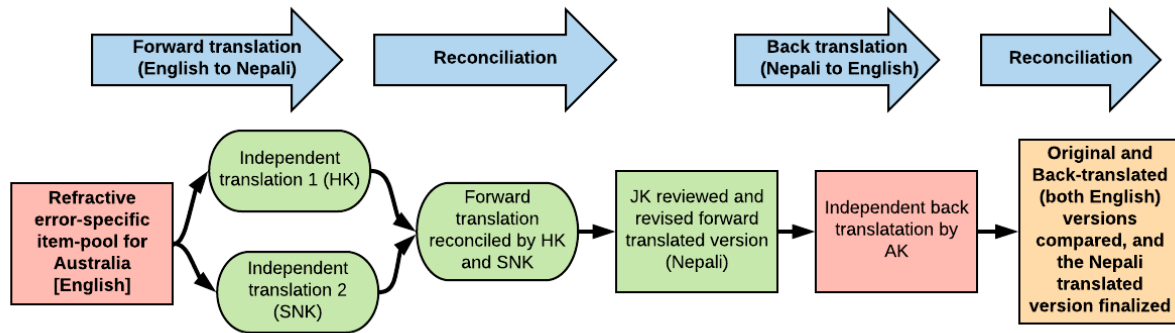 Forward translation
(English to Nepali)
Reconciliation
Back translation
(Nepali to English)
Reconciliation
Refractive
error-specific
item-pool for
Australia
[English]
Independent
translation 1 (HK)
Independent
translation 2
(SNK)
Forward
translation
reconciled by HK
and SNK
JK reviewed and
revised forward
translated version
(Nepali)
Independent back
translatation by
AK
Original and
Back-translated
(both English)
versions
compared, and
the Nepali
translated
version finalized